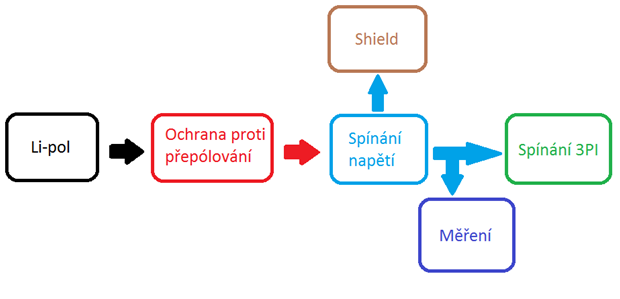 Shield
Li-pol
Ochrana proti
přepólování
Spínání
napětí
Spínání 3PI
Měření